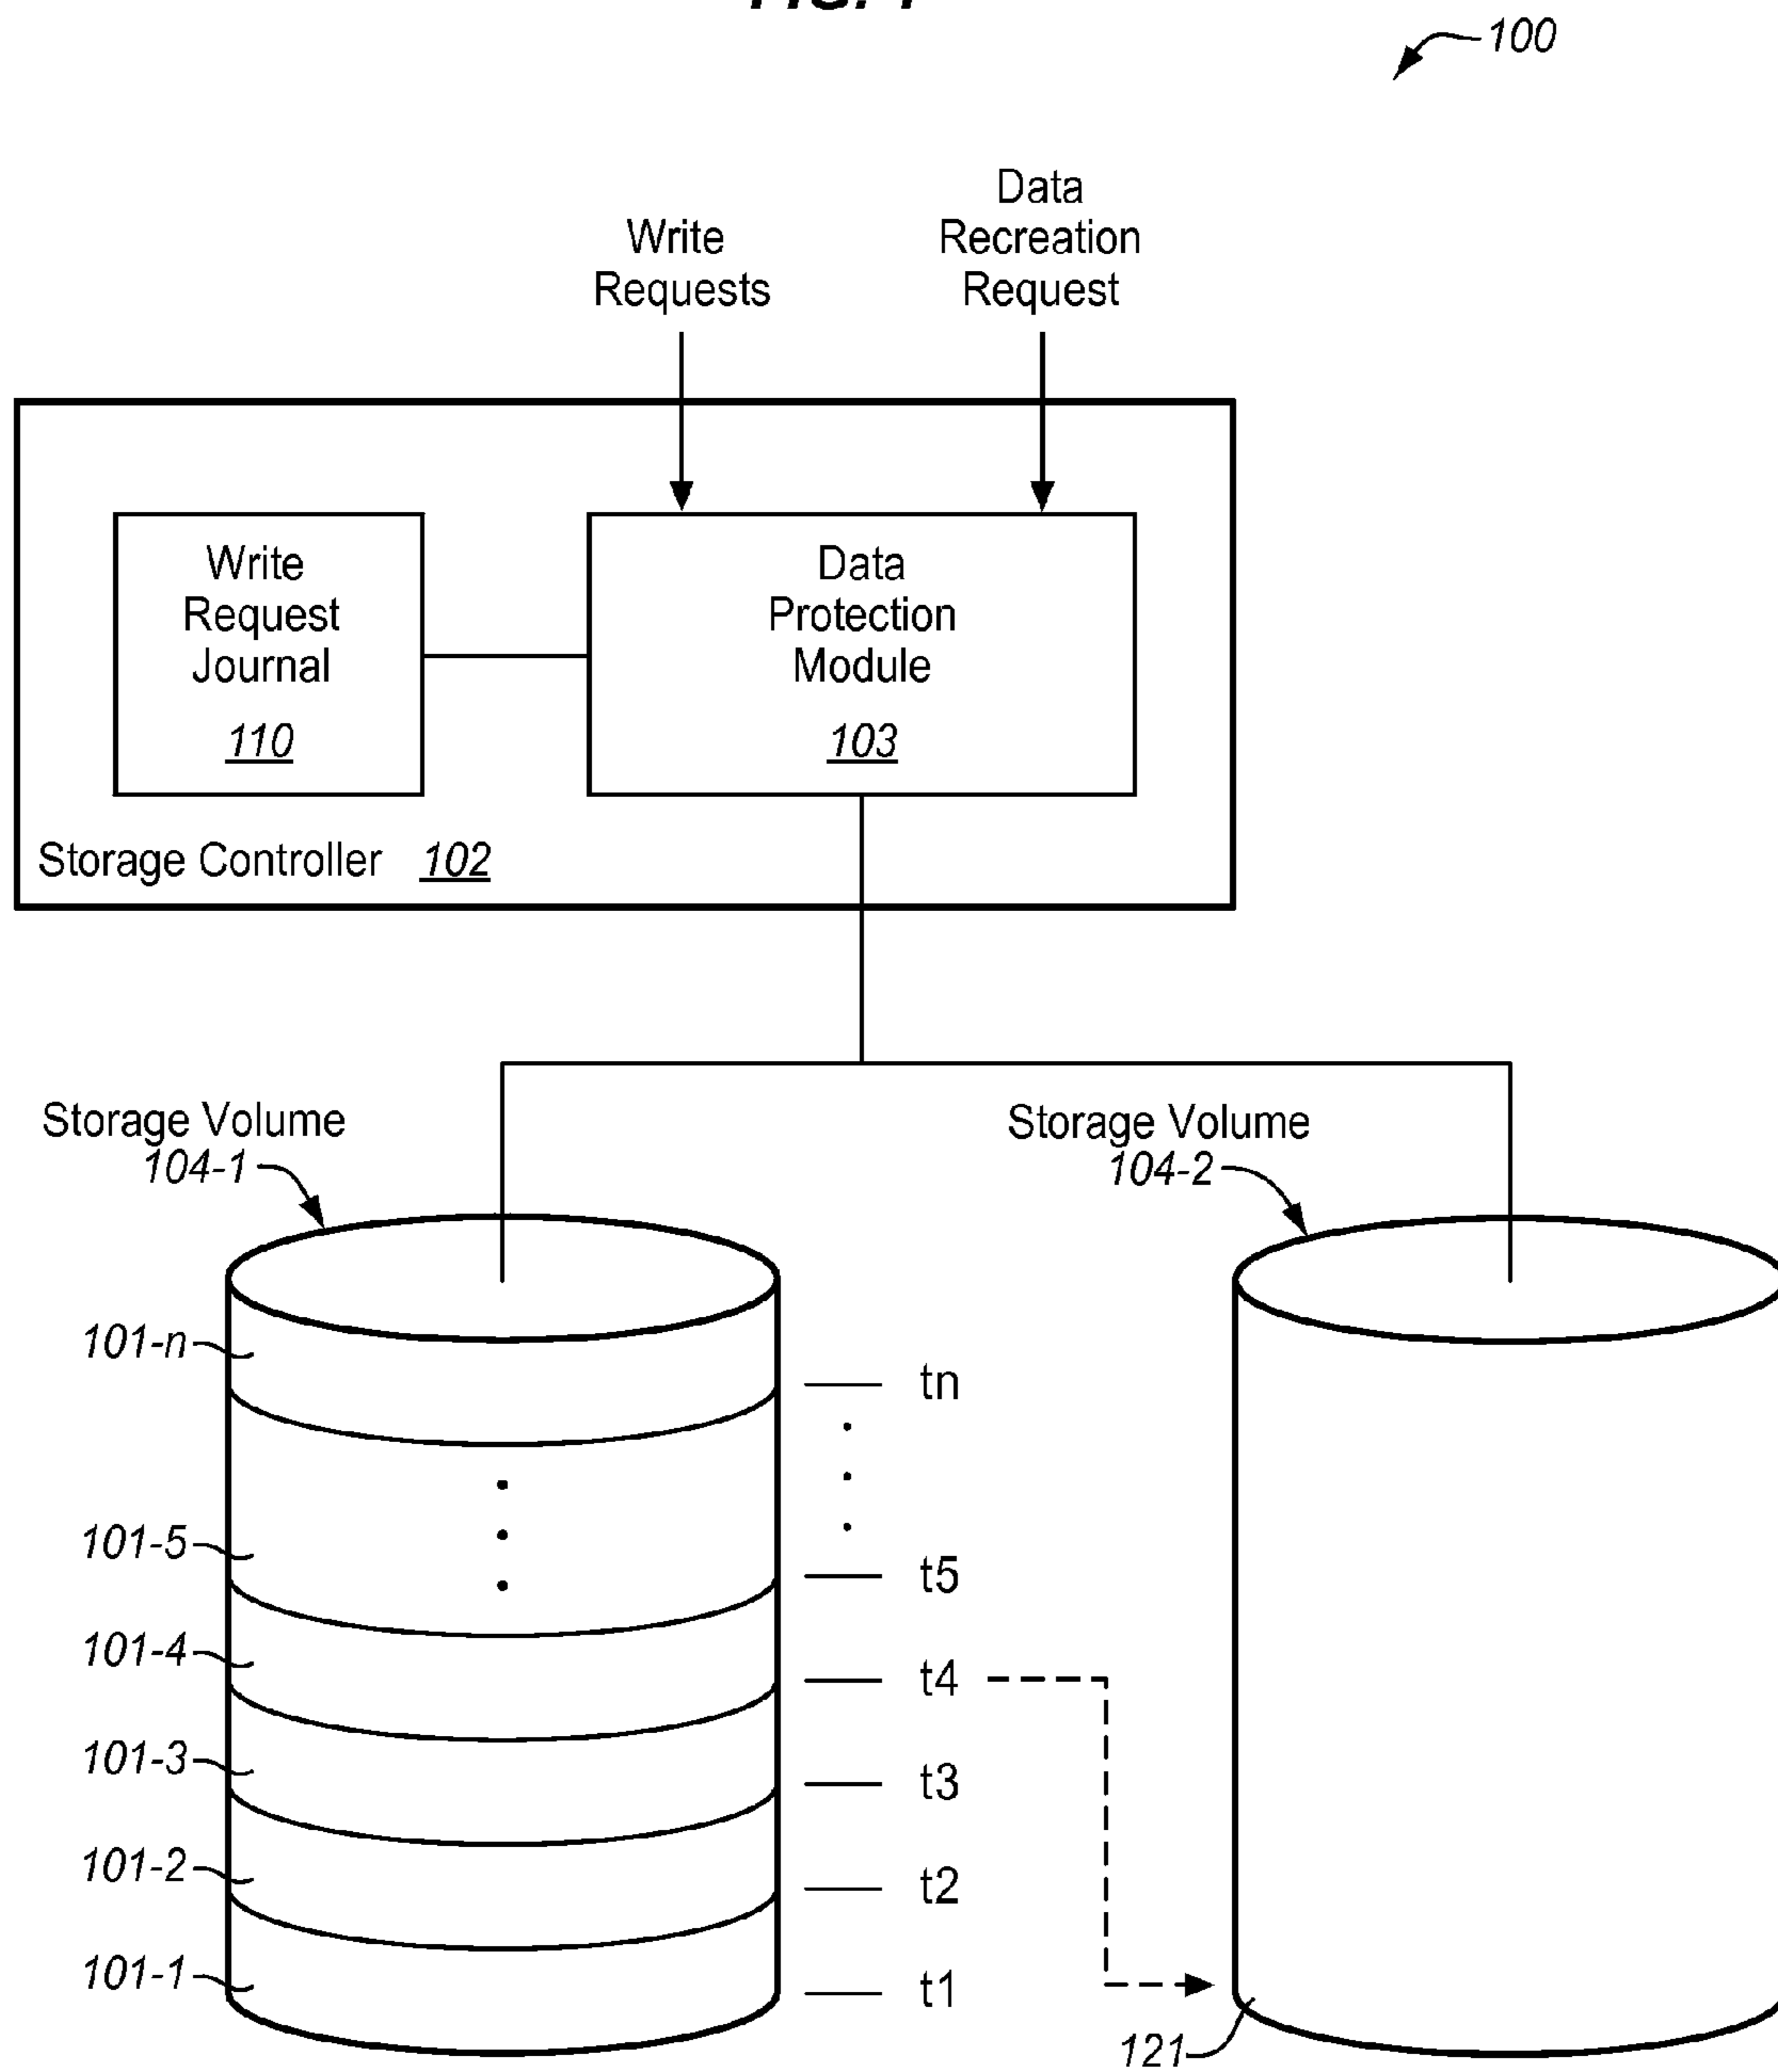 100
Data
Recreation
Request
Write
Requests
Write
Request
Journal
110
Data
Protection
Module
103
Storage Controller 102
Storage Volume
104-1
Storage Volume
104-2
101-n
tn
101-5
t5
101-4
t4
101-3
t3
101-2
t2
101-1
t1
121